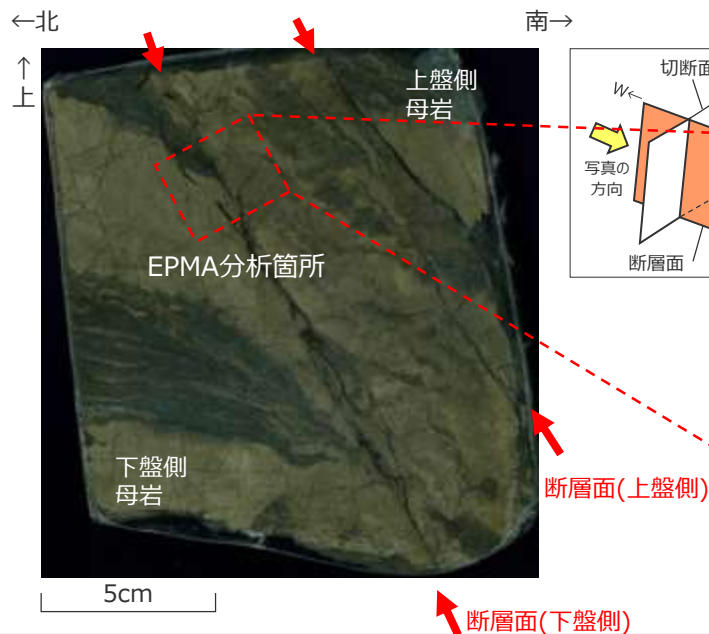 ←北
南→
↑
上
上盤側
母岩
EPMA分析箇所
下盤側
母岩
断層面(上盤側)
断層面(下盤側)
5cm
切断面
W←
写真の
方向
断層面